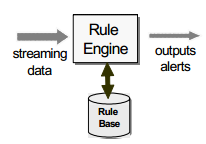 Rule
Engine
streaming
data
outputs
alerts
Rule
Base